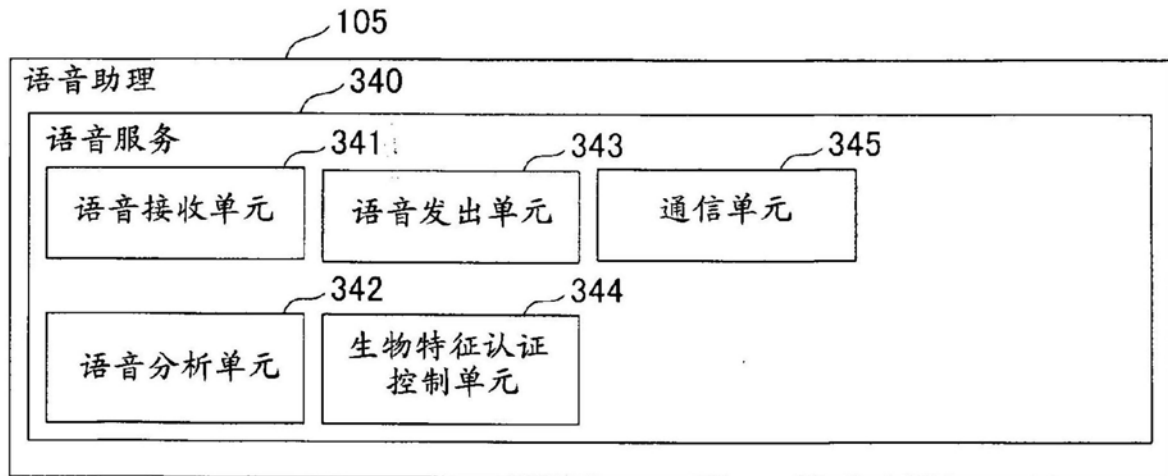 105
语音助理
340
语音服务
341
343
345
语音接收单元
语音发出单元
通信单元
342
344
语音分析单元
生物特征认证
控制单元